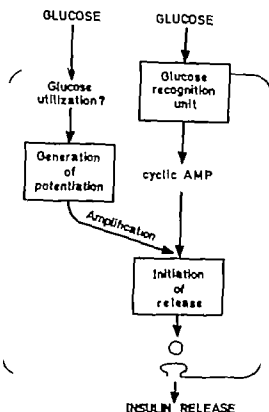 GLUCOSE
GLUCOSE
Glucose
utilization?
Glucose
recognition
unit
Generation
of
potentiation
cyclic AMP
Amplification
Initiation
of
release
INSULIN RELEASE